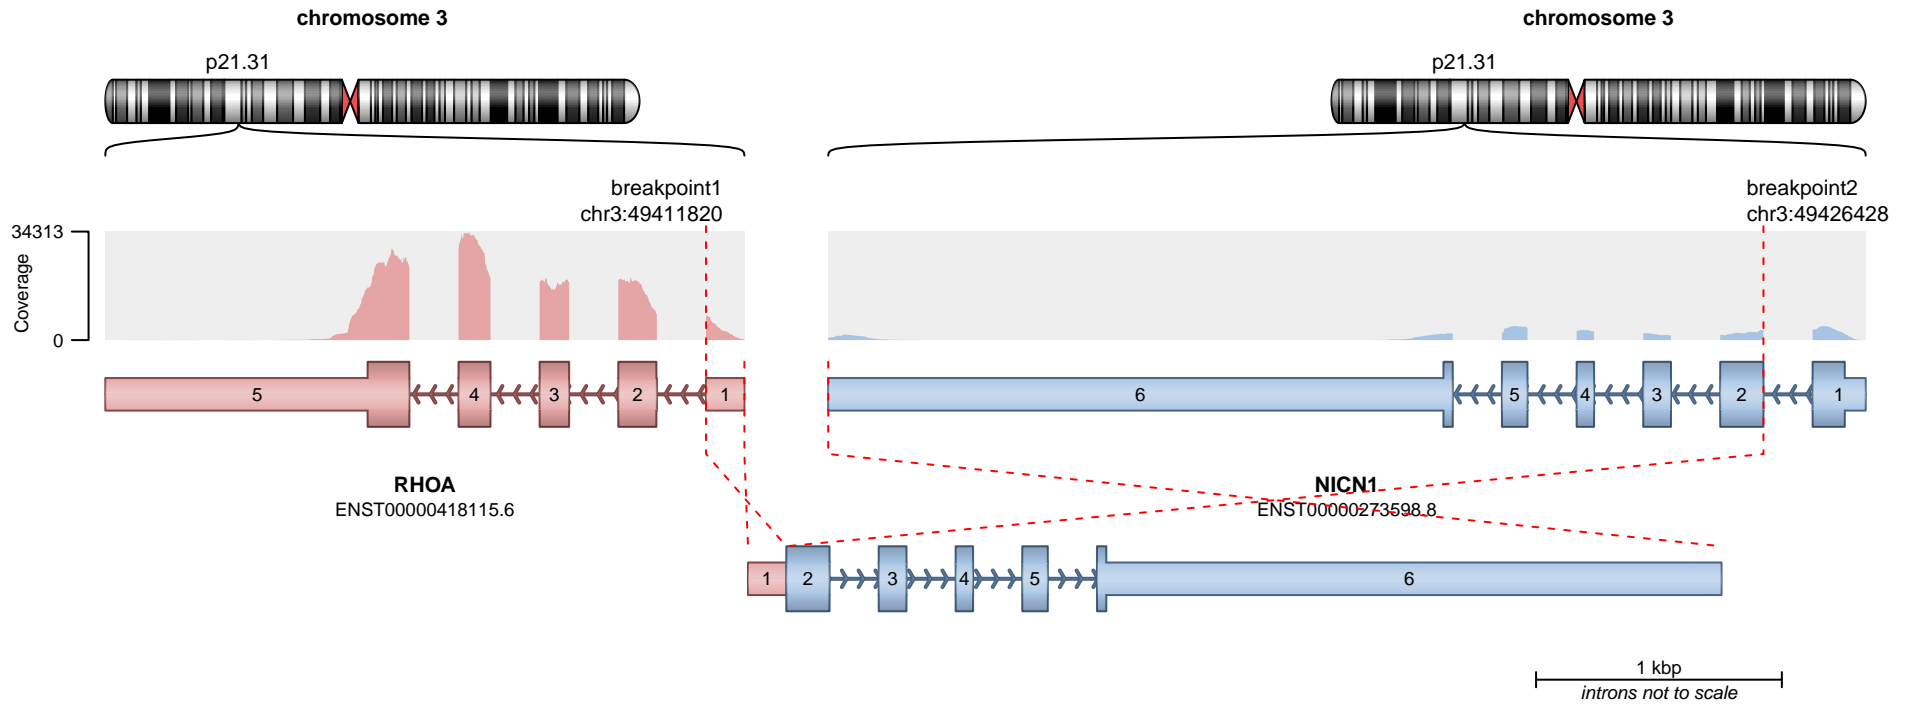 chromosome 3
chromosome 3
p21.31
p21.31
breakpoint1
chr3:49411820
breakpoint2
chr3:49426428
34313
Coverage
0
5
4
3
2
1
6
5
4
3
2
1
RHOA
ENST00000418115.6
NICN1
ENST00000273598.8
1
2
3
4
5
6
1 kbp
introns not to scale